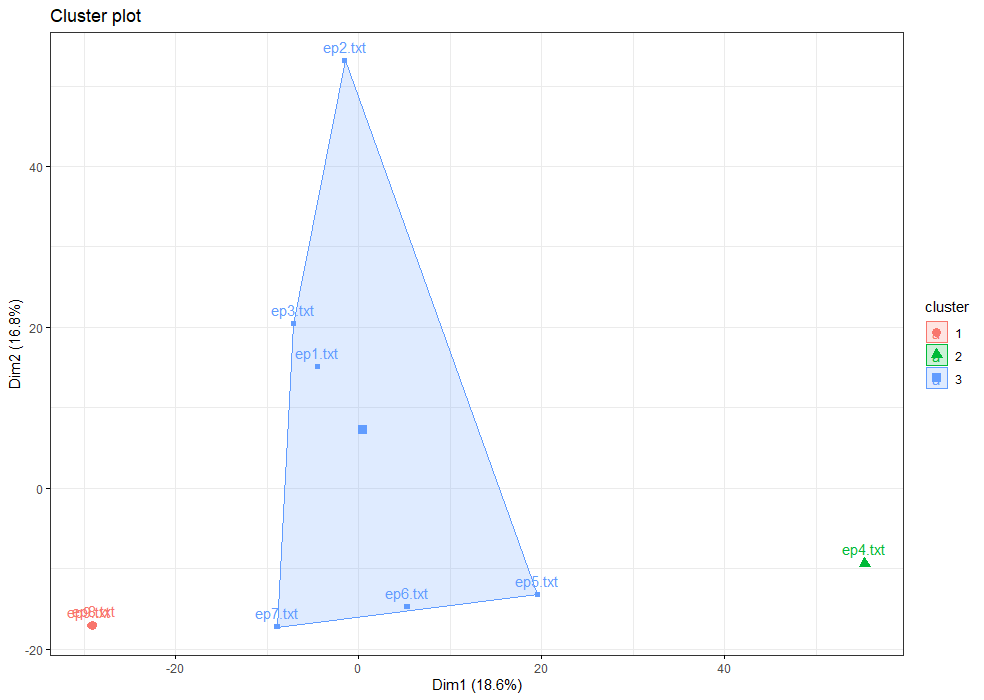 Cluster plot
ep2.txt
40
ep3.txt
20
ep1.txt
cluster
1
2
3
Dim2 (16.8%)
0
ep4.txt
ep5.txt
ep6.txt
ep7.txt
-20
-20
0
20
40
Dim1 (18.6%)